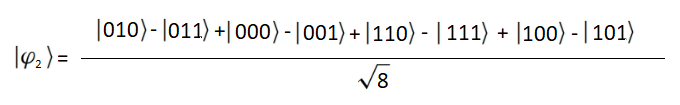 |φ₂⟩ = |010⟩ - |011⟩ + |000⟩ - |001⟩ + |110⟩ - |111⟩ + |100⟩ - |101⟩
√8